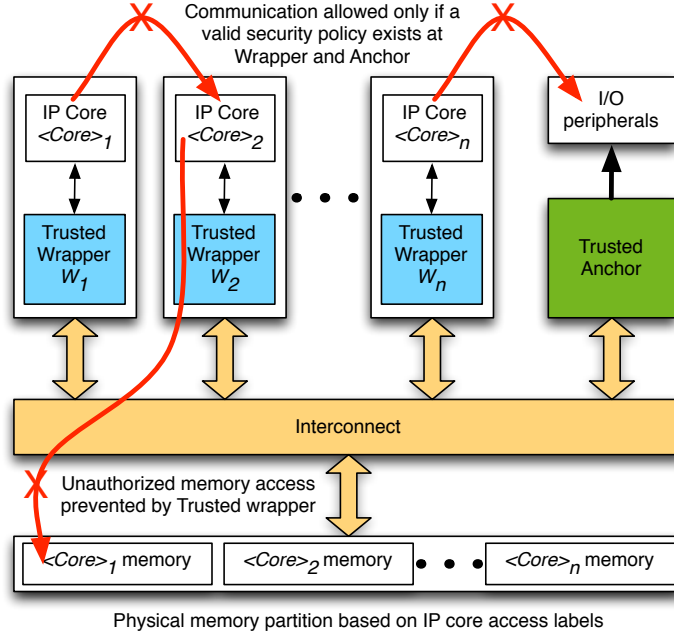 Communication allowed only if a
valid security policy exists at
Wrapper and Anchor
IP Core
<Core>1
IP Core
<Core>2
IP Core
<Core>n
I/O
peripherals
Trusted
Wrapper
W1
Trusted
Wrapper
W2
Trusted
Wrapper
Wn
Trusted
Anchor
Interconnect
Unauthorized memory access
prevented by Trusted wrapper
<Core>1 memory
<Core>2 memory
<Core>n memory
Physical memory partition based on IP core access labels